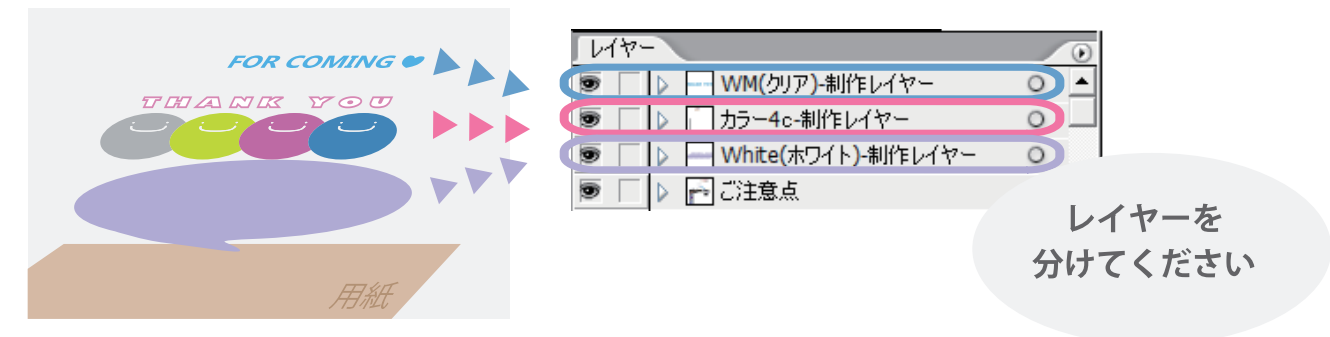 FOR COMING
THANK YOU
用紙
レイヤー
WM(クリア)-制作レイヤー
カラー4c-制作レイヤー
White(ホワイト)-制作レイヤー
ご注意点
レイヤーを
分けてください